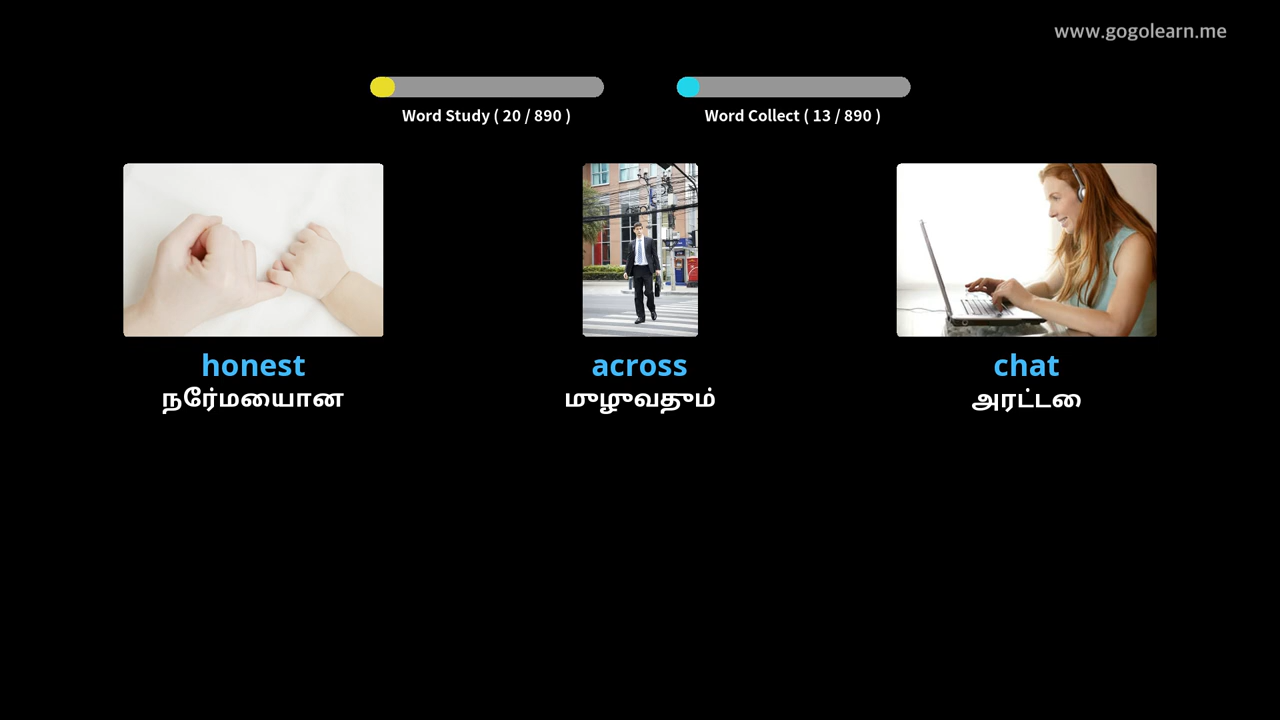 www.gogolearn.me
Word Study ( 20 / 890 )
Word Collect ( 13 / 890 )
honest
நேர்மையான
across
முழுவதும்
chat
அரட்டை